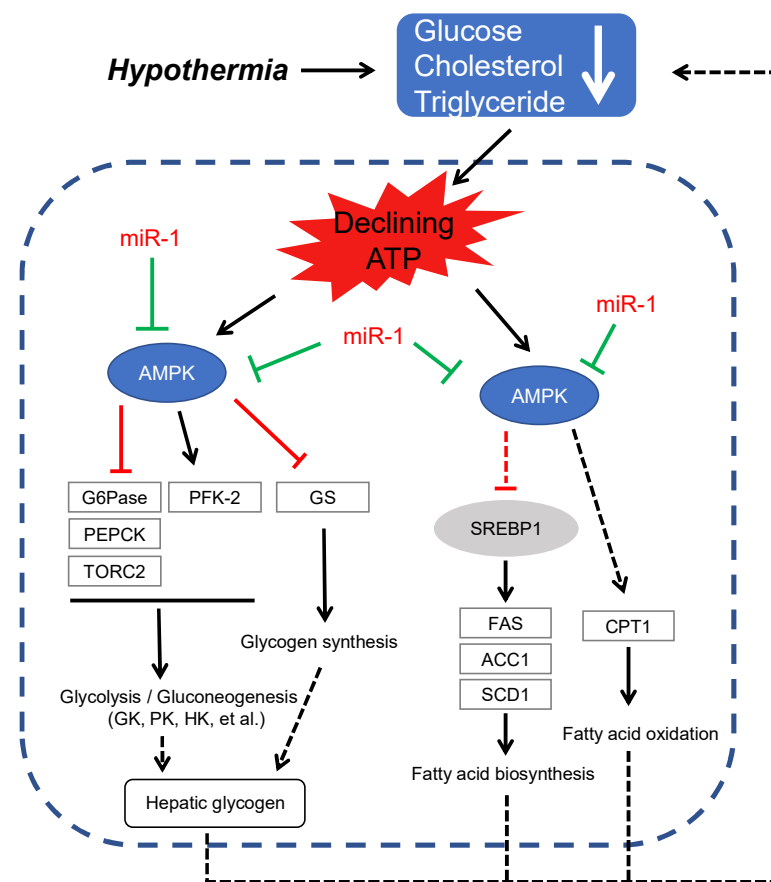 Hypothermia
Glucose
Cholesterol
Triglyceride
Declining
ATP
miR-1
miR-1
miR-1
AMPK
AMPK
G6Pase
PFK-2
GS
PEPCK
TORC2
SREBP1
Glycogen synthesis
FAS
CPT1
ACC1
SCD1
Glycolysis / Gluconeogenesis
(GK, PK, HK, et al.)
Fatty acid oxidation
Fatty acid biosynthesis
Hepatic glycogen